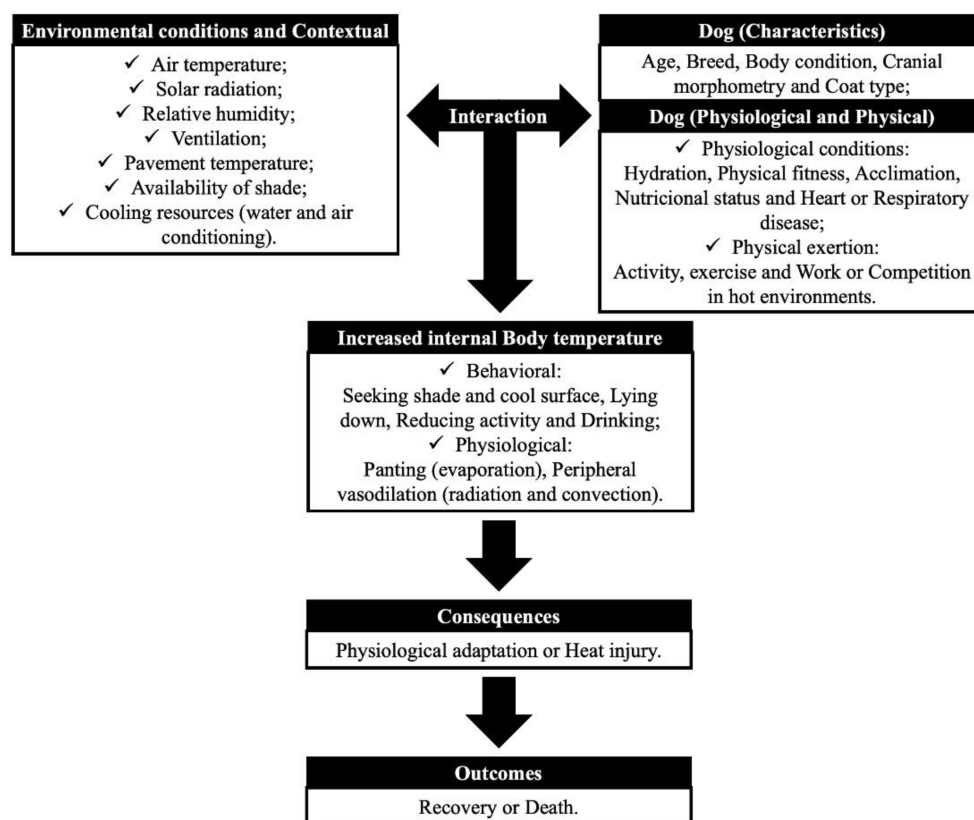 Environmental conditions and Contextual
✓ Air temperature;
✓ Solar radiation;
✓ Relative humidity;
✓ Ventilation;
✓ Pavement temperature;
✓ Availability of shade;
✓ Cooling resources (water and air
conditioning).
Interaction
Dog (Characteristics)
Age, Breed, Body condition, Cranial
morphometry and Coat type;
Dog (Physiological and Physical)
✓ Physiological conditions:
Hydration, Physical fitness, Acclimation,
Nutricional status and Heart or Respiratory
disease;
✓ Physical exertion:
Activity, exercise and Work or Competition
in hot environments.
Increased internal Body temperature
✓ Behavioral:
Seeking shade and cool surface, Lying
down, Reducing activity and Drinking;
✓ Physiological:
Panting (evaporation), Peripheral
vasodilation (radiation and convection).
Consequences
Physiological adaptation or Heat injury.
Outcomes
Recovery or Death.